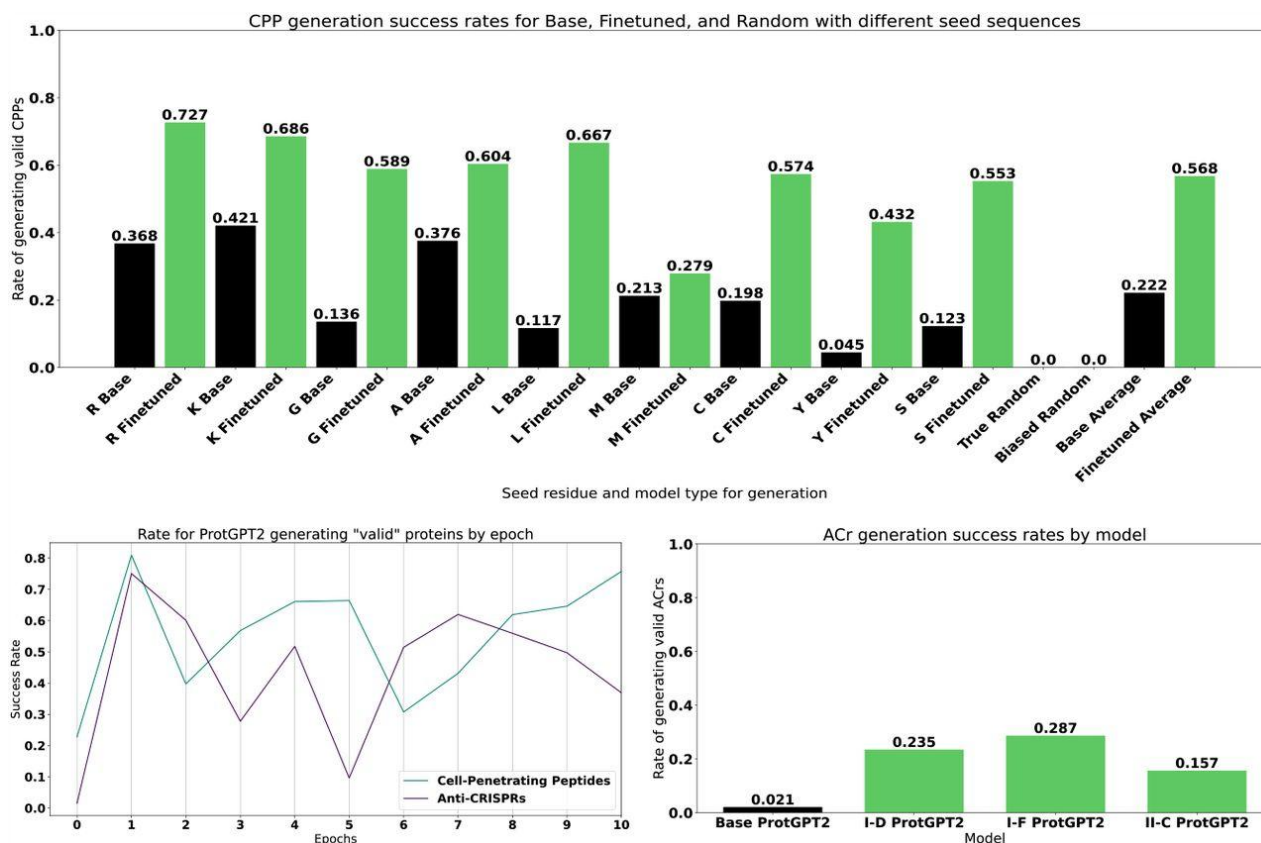 CPP generation success rates for Base, Finetuned, and Random with different seed sequences
Rate of generating valid CPPs
1.0
0.8
0.6
0.4
0.2
0.0
0.368
0.727
0.421
0.686
0.136
0.589
0.376
0.604
0.117
0.667
0.213
0.279
0.198
0.574
0.045
0.432
0.123
0.553
0.0
0.0
0.222
0.568
R Base
R Finetuned
K Base
K Finetuned
G Base
G Finetuned
A Base
A Finetuned
L Base
L Finetuned
M Base
M Finetuned
C Base
C Finetuned
Y Base
Y Finetuned
S Base
S Finetuned
True Random
Biased Random
Base Average
Finetuned Average
Seed residue and model type for generation
Rate for ProtGPT2 generating "valid" proteins by epoch
Success Rate
0.8
0.7
0.6
0.5
0.4
0.3
0.2
0.1
0.0
Cell-Penetrating Peptides
Anti-CRISPRs
0 1 2 3 4 5 6 7 8 9 10
Epochs
ACr generation success rates by model
Rate of generating valid ACrs
1.0
0.8
0.6
0.4
0.2
0.0
0.021
0.235
0.287
0.157
Base ProtGPT2 I-D ProtGPT2 I-F ProtGPT2 II-C ProtGPT2
Model